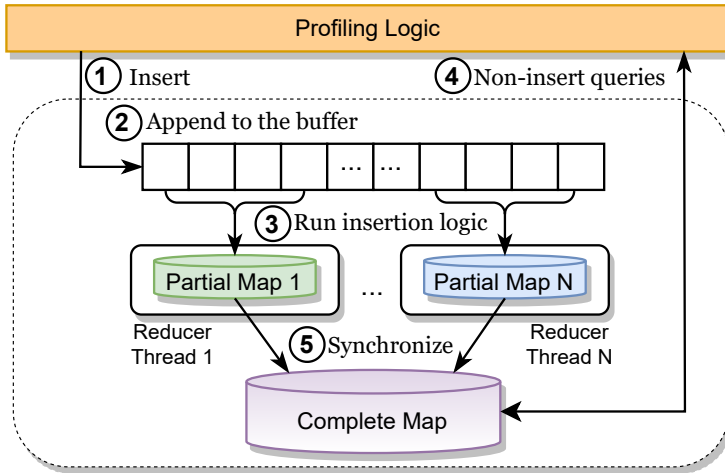 Profiling Logic
1 Insert
4 Non-insert queries
2 Append to the buffer
... ...
3 Run insertion logic
Partial Map 1
...
Partial Map N
Reducer
Thread 1
Reducer
Thread N
5 Synchronize
Complete Map